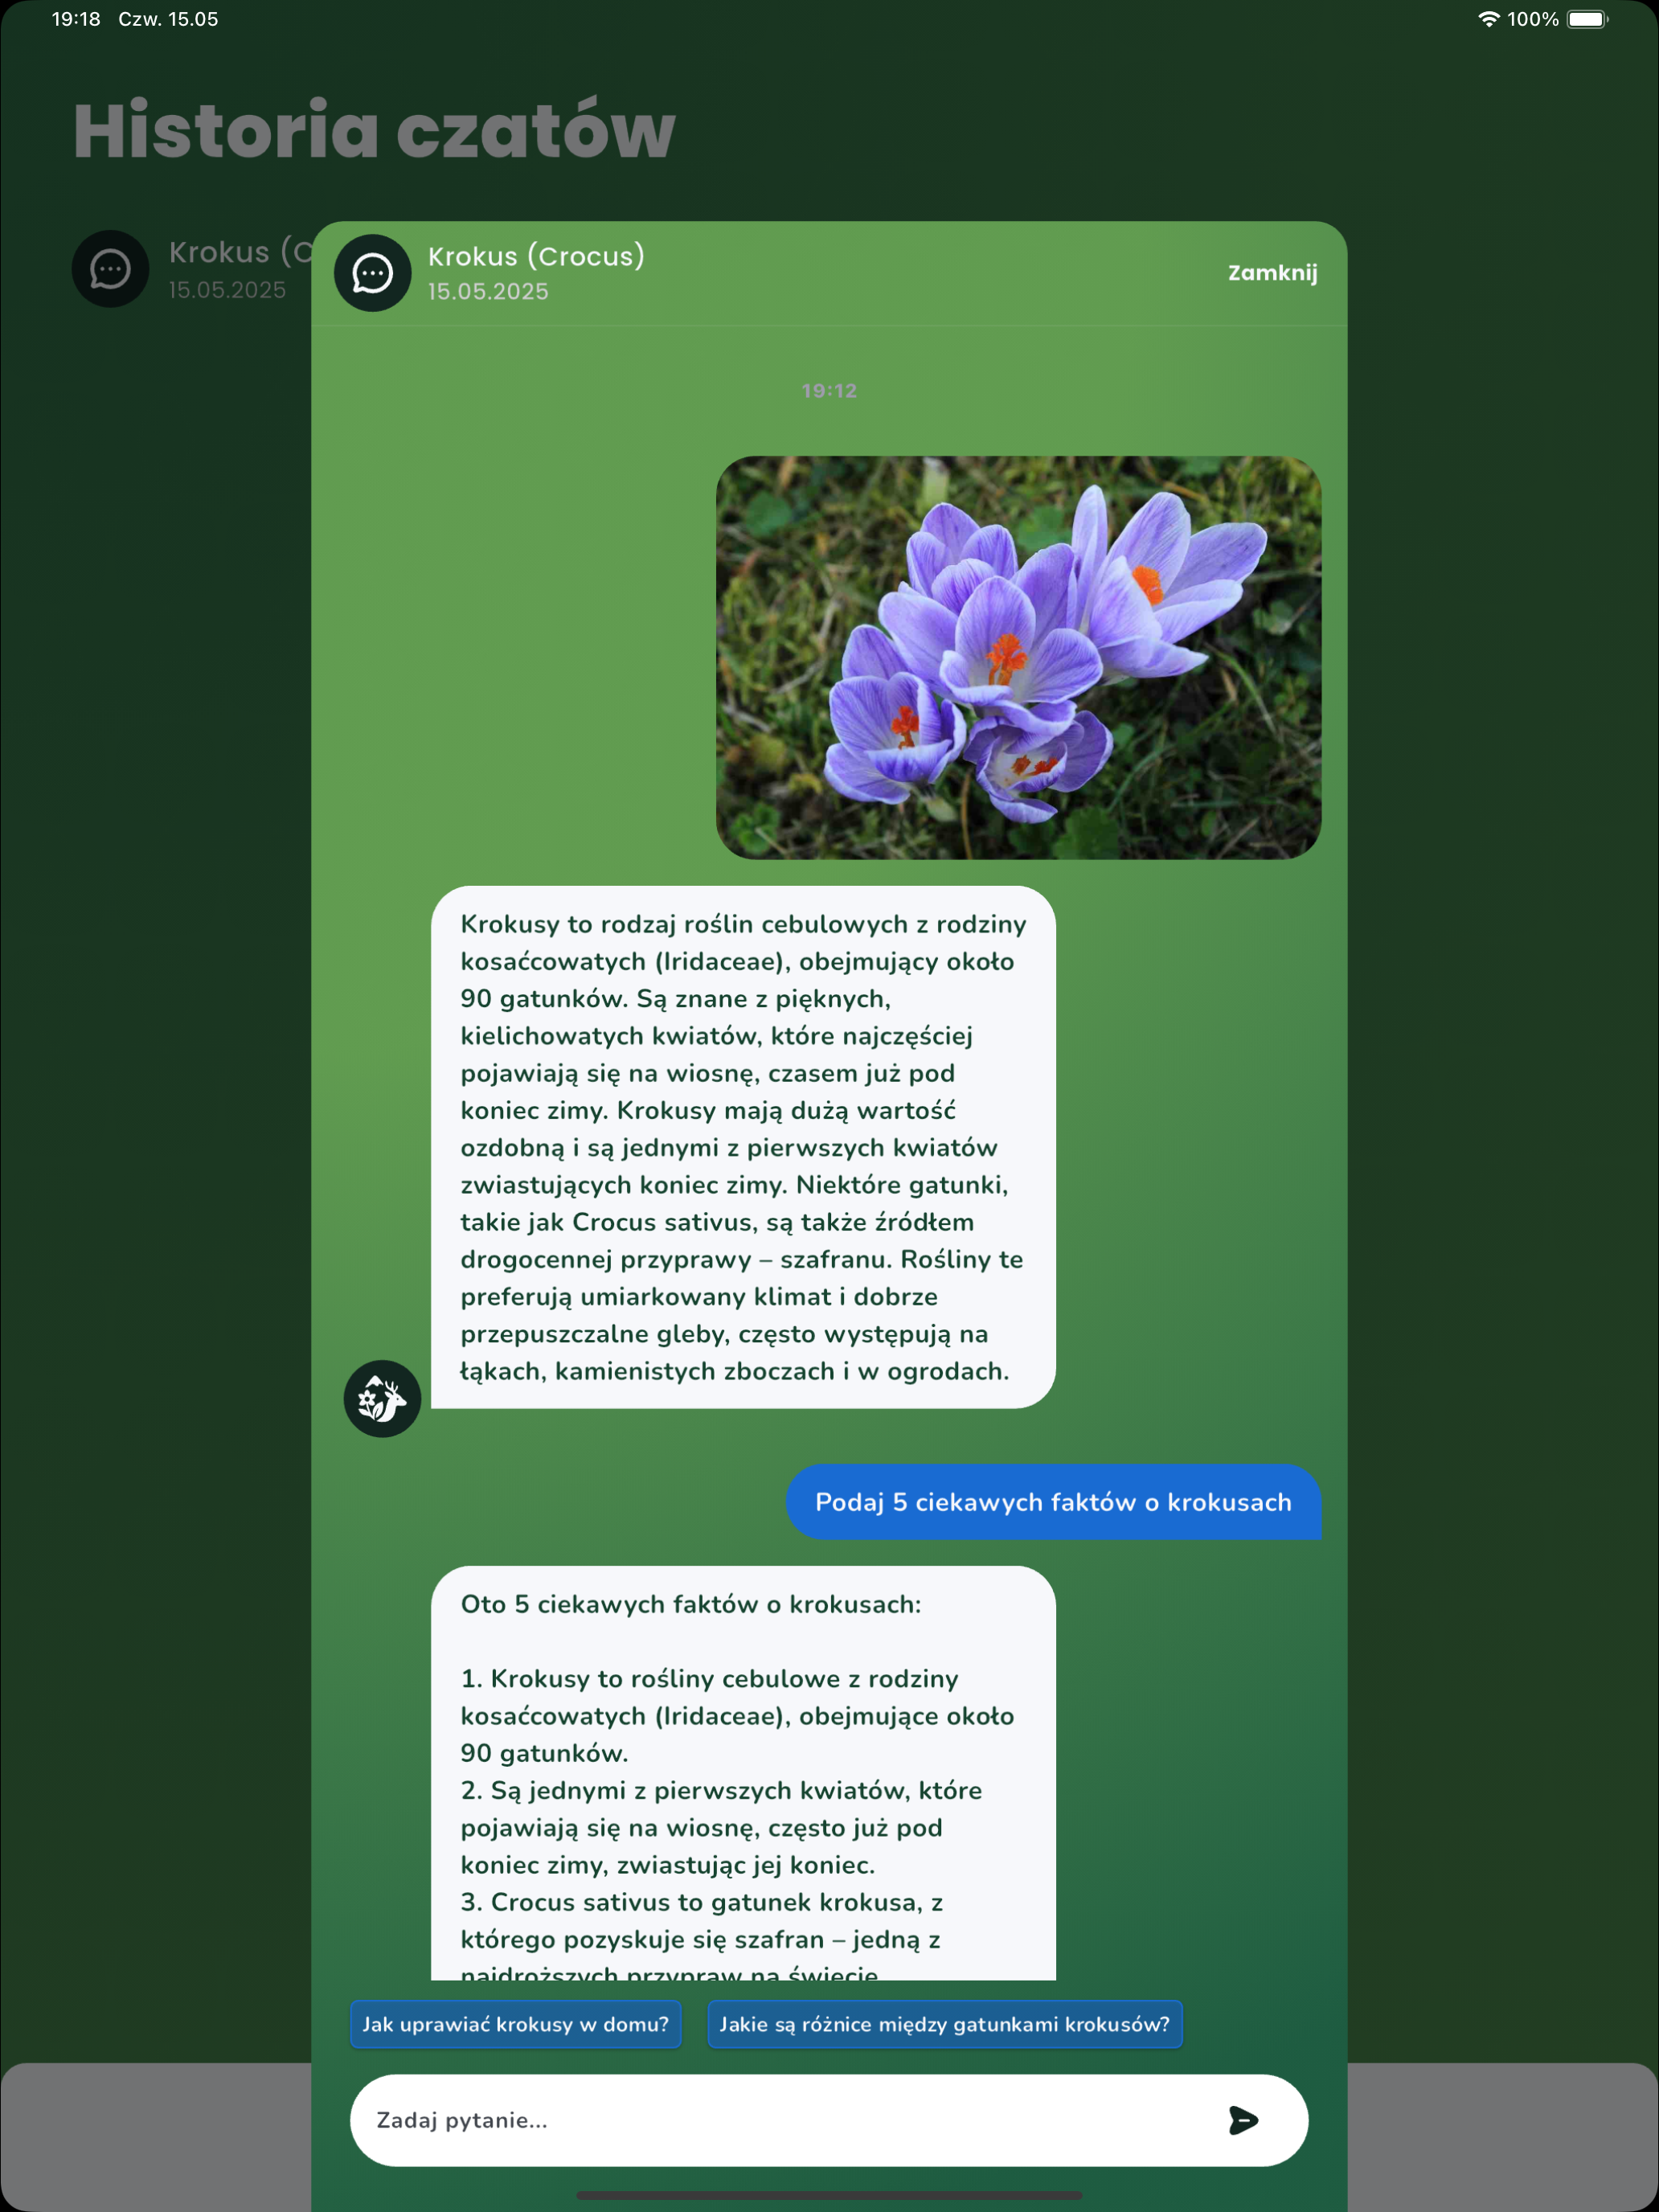 19:18 Czw. 15.05
100%
Historia czatów
Krokus (C
15.05.2025
Krokus (Crocus)
15.05.2025
Zamknij
19:12
Krokusy to rodzaj roślin cebulowych z rodziny
kosaćcowatych (Iridaceae), obejmujący około
90 gatunków. Są znane z pięknych,
kielichowatych kwiatów, które najczęściej
pojawiają się na wiosnę, czasem już pod
koniec zimy. Krokusy mają dużą wartość
ozdobną i są jednymi z pierwszych kwiatów
zwiastujących koniec zimy. Niektóre gatunki,
takie jak Crocus sativus, są także źródłem
drogocennej przyprawy – szafranu. Rośliny te
preferują umiarkowany klimat i dobrze
przepuszczalne gleby, często występują na
łąkach, kamienistych zboczach i w ogrodach.
Podaj 5 ciekawych faktów o krokusach
Oto 5 ciekawych faktów o krokusach:
1. Krokusy to rośliny cebulowe z rodziny
kosaćcowatych (Iridaceae), obejmujące około
90 gatunków.
2. Są jednymi z pierwszych kwiatów, które
pojawiają się na wiosnę, często już pod
koniec zimy, zwiastując jej koniec.
3. Crocus sativus to gatunek krokusa, z
którego pozyskuje się szafran – jedną z
najdroższych przypraw na świecie
Jak uprawiać krokusy w domu?
Jakie są różnice między gatunkami krokusów?
Zadaj pytanie...